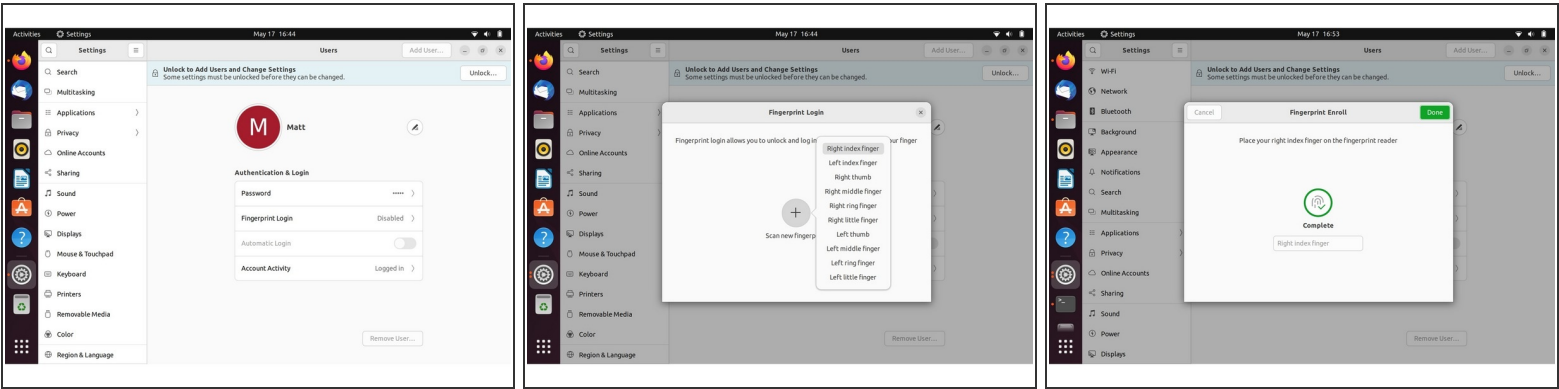 Activities
Settings
May 17 16:44
Settings
Users
Add User...
Search
Unlock to Add Users and Change Settings
Some settings must be unlocked before they can be changed.
Unlock...
Multitasking
Applications
Privacy
Online Accounts
Sharing
Sound
Power
Displays
Mouse & Touchpad
Keyboard
Printers
Removable Media
Color
Region & Language
M
Matt
Authentication & Login
Password
Fingerprint Login Disabled
Automatic Login
Account Activity Logged in
Remove User...
Activities
Settings
May 17 16:44
Settings
Users
Add User...
Search
Unlock to Add Users and Change Settings
Some settings must be unlocked before they can be changed.
Unlock...
Multitasking
Applications
Privacy
Online Accounts
Sharing
Sound
Power
Displays
Mouse & Touchpad
Keyboard
Printers
Removable Media
Color
Region & Language
Fingerprint Login
Fingerprint login allows you to unlock and log in your finger
Scan new fingerp
Right index finger
Left index finger
Right thumb
Right middle finger
Right ring finger
Right little finger
Left thumb
Left middle finger
Left ring finger
Left little finger
Remove User...
Activities
Settings
May 17 16:53
Settings
Users
Add User...
Wi-Fi
Unlock to Add Users and Change Settings
Some settings must be unlocked before they can be changed.
Unlock...
Network
Bluetooth
Background
Appearance
Notifications
Search
Multitasking
Applications
Privacy
Online Accounts
Sharing
Sound
Power
Displays
Cancel
Fingerprint Enroll
Done
Place your right index finger on the fingerprint reader
Complete
Right index finger
Remove User...